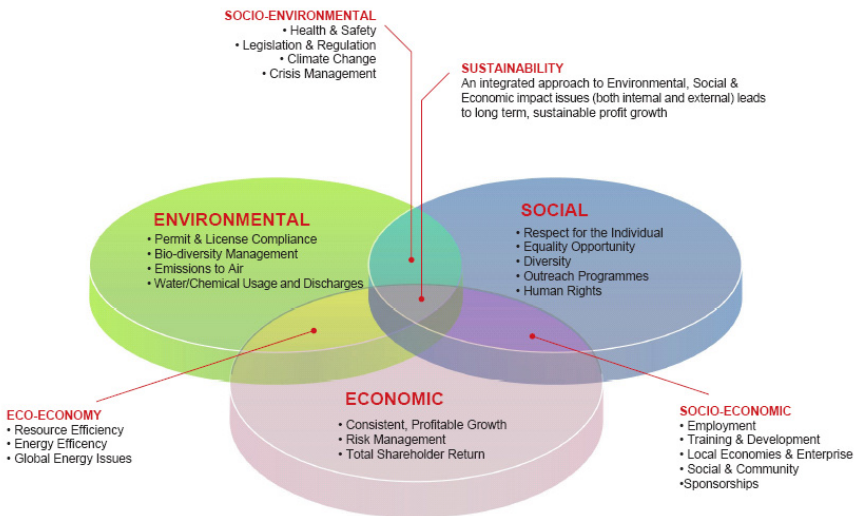 SOCIO-ENVIRONMENTAL
• Health & Safety
• Legislation & Regulation
• Climate Change
• Crisis Management
SUSTAINABILITY
An integrated approach to Environmental, Social &
Economic impact issues (both internal and external) leads
to long term, sustainable profit growth
ENVIRONMENTAL
• Permit & License Compliance
• Bio-diversity Management
• Emissions to Air
• Water/Chemical Usage and Discharges
SOCIAL
• Respect for the Individual
• Equality Opportunity
• Diversity
• Outreach Programmes
• Human Rights
ECO-ECONOMY
• Resource Efficiency
• Energy Efficency
• Global Energy Issues
ECONOMIC
• Consistent, Profitable Growth
• Risk Management
• Total Shareholder Return
SOCIO-ECONOMIC
• Employment
• Training & Development
• Local Economies & Enterprise
• Social & Community
•Sponsorships